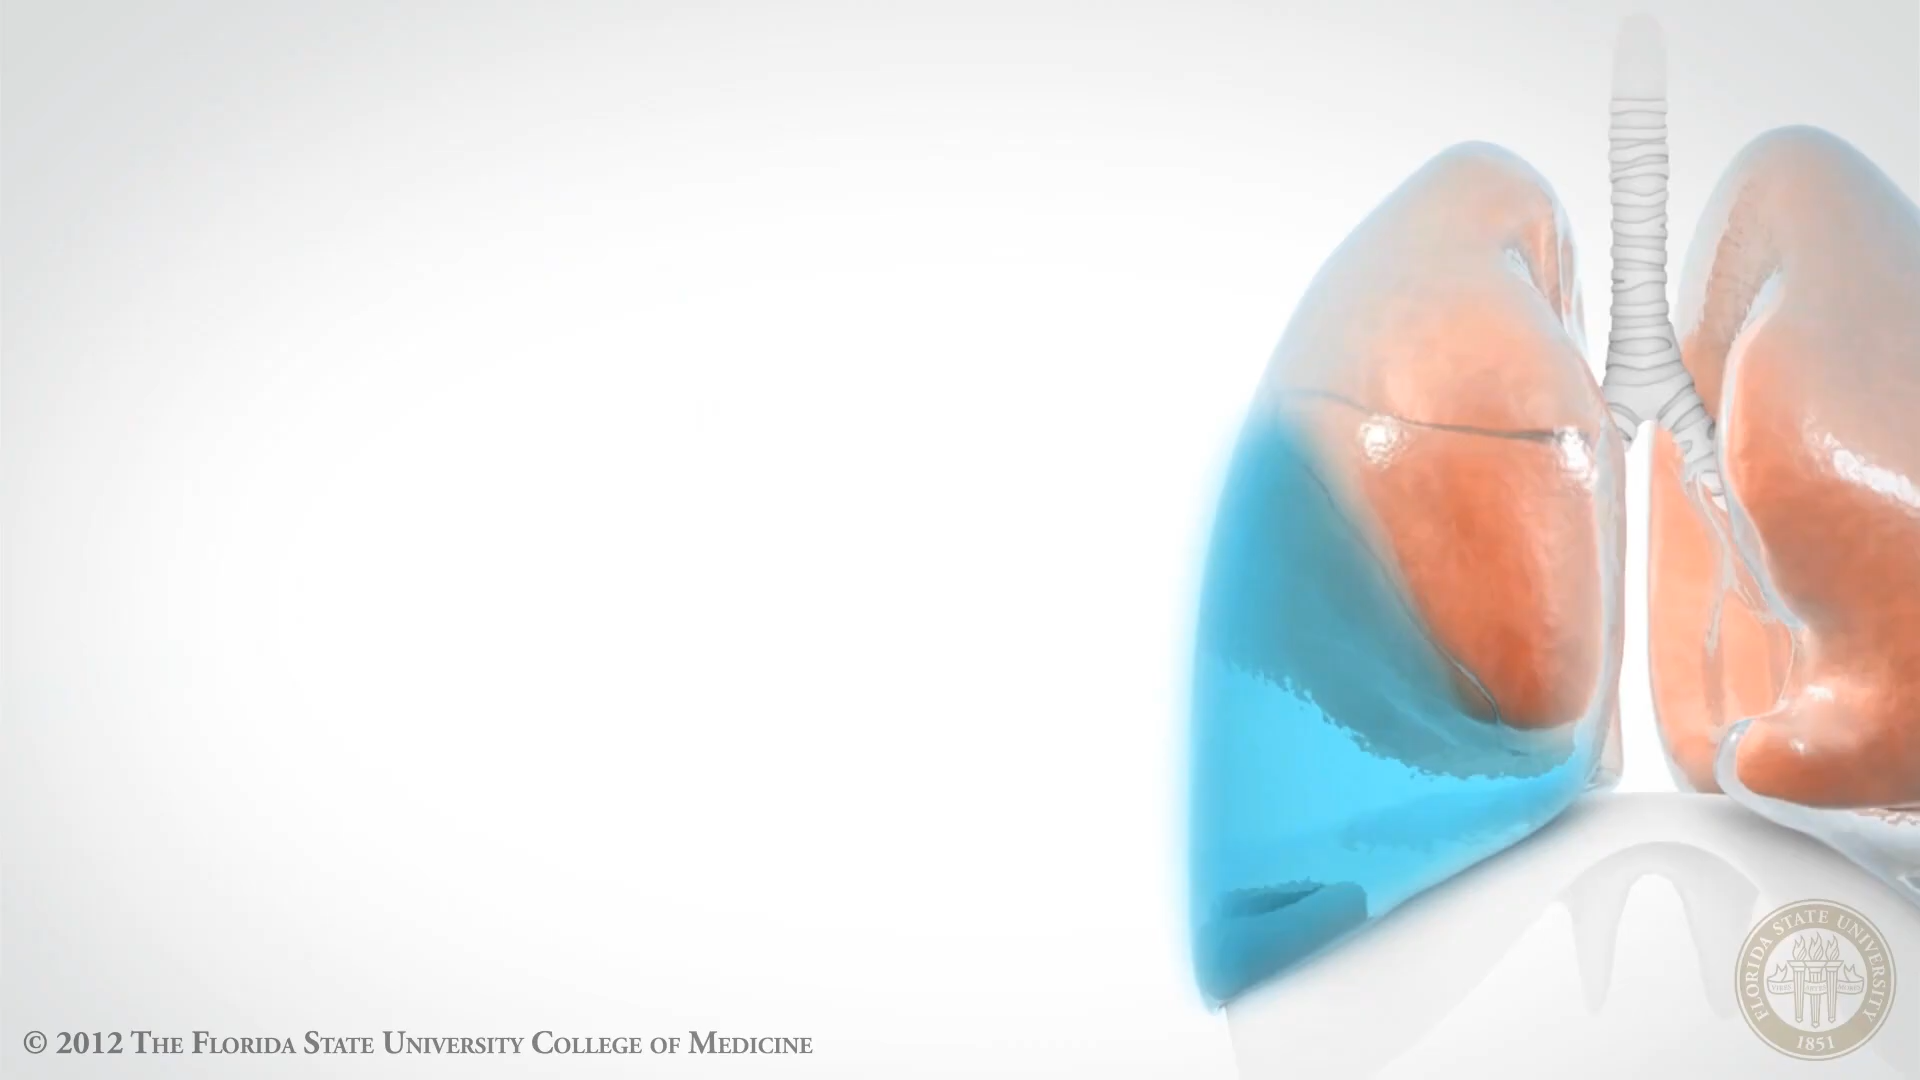 © 2012 The Florida State University College of Medicine
FLORIDA STATE UNIVERSITY
1851